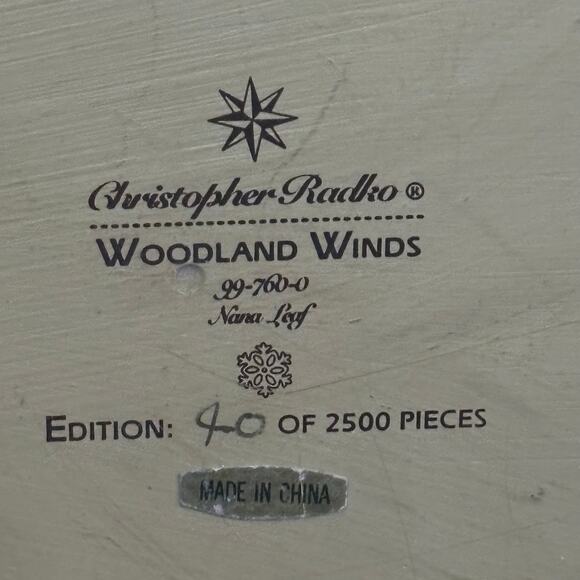 Christopher Radko ®
WOODLAND WINDS
99-760-0
Nana Leaf
EDITION: 40 OF 2500 PIECES
MADE IN CHINA